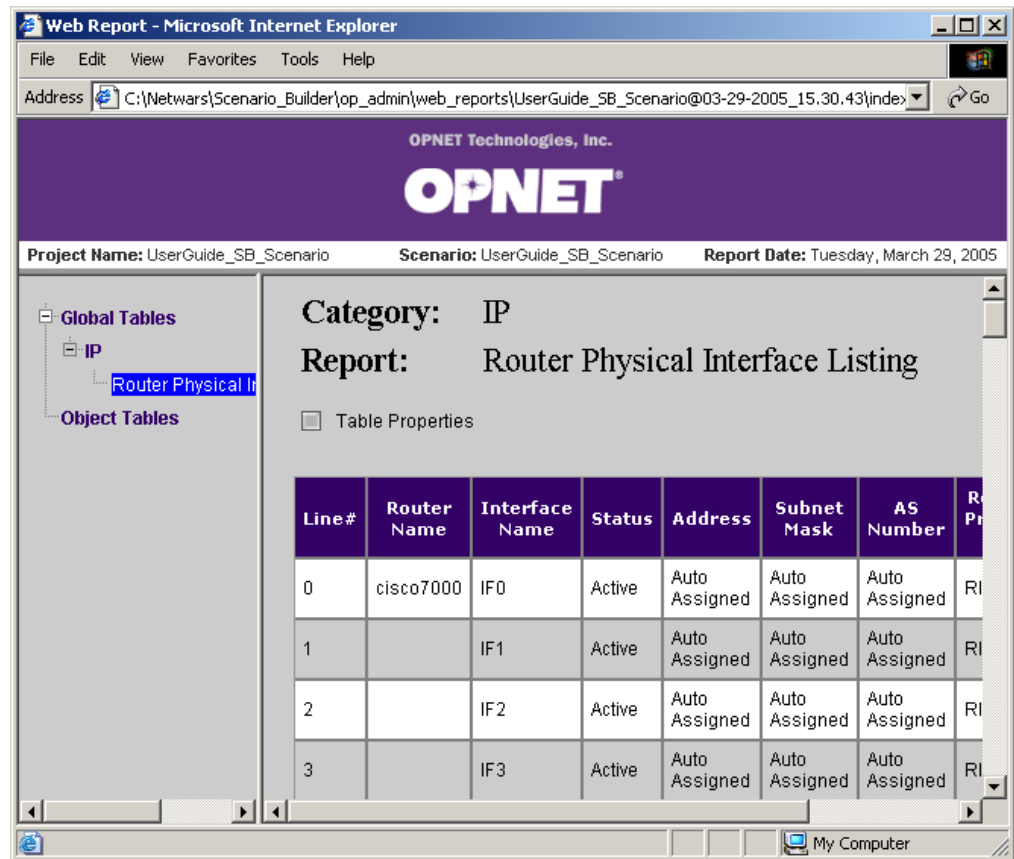 Web Report - Microsoft Internet Explorer
File Edit View Favorites Tools Help
Address C:\Netwars\Scenario_Builder\op_admin\web_reports\UserGuide_SB_Scenario@03-29-2005_15.30.43\index Go
OPNET Technologies, Inc.
OPNET®
Project Name: UserGuide_SB_Scenario Scenario: UserGuide_SB_Scenario Report Date: Tuesday, March 29, 2005
Global Tables
IP
Router Physical
Object Tables
Category: IP
Report: Router Physical Interface Listing
Table Properties
Line# Router Name Interface Name Status Address Subnet Mask AS Number
0 cisco7000 IF0 Active Auto Assigned Auto Assigned Auto Assigned RI
1 IF1 Active Auto Assigned Auto Assigned Auto Assigned RI
2 IF2 Active Auto Assigned Auto Assigned Auto Assigned RI
3 IF3 Active Auto Assigned Auto Assigned Auto Assigned RI
My Computer